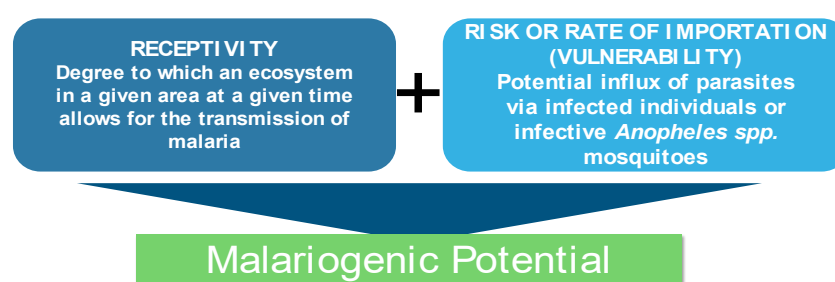 RECEPTIVITY
Degree to which an ecosystem
in a given area at a given time
allows for the transmission of
malaria
+
RISK OR RATE OF IMPORTATION
(VULNERABILITY)
Potential influx of parasites
via infected individuals or
infective Anopheles spp.
mosquitoes
Malariogenic Potential